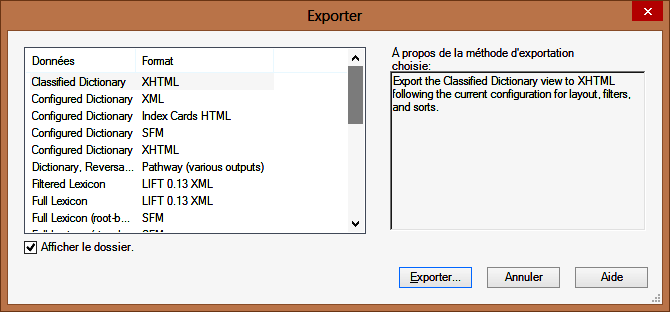 Exporter
Données Format
Classified Dictionary XHTML
Configured Dictionary XML
Configured Dictionary Index Cards HTML
Configured Dictionary SFM
Configured Dictionary XHTML
Dictionary, Reversa... Pathway (various outputs)
Filtered Lexicon LIFT 0.13 XML
Full Lexicon LIFT 0.13 XML
Full Lexicon (root-b... SFM
A propos de la méthode d'exportation
choisie:
Export the Classified Dictionary view to XHTML
following the current configuration for layout, filters,
and sorts.
Afficher le dossier.
Exporter...
Annuler
Aide